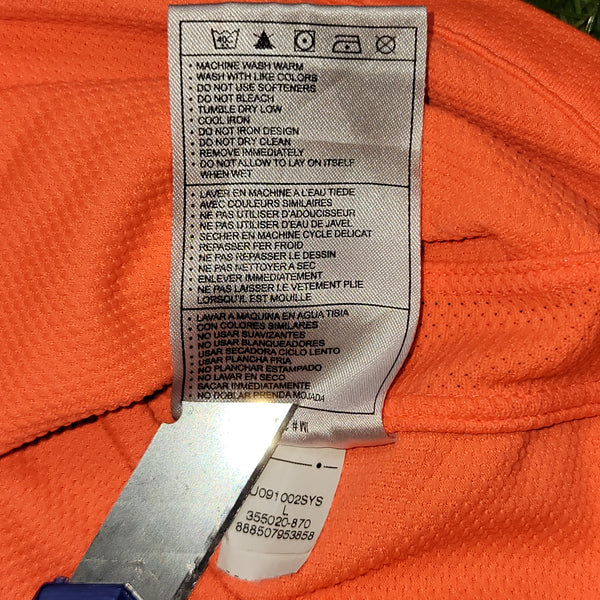 40C
• MACHINE WASH WARM
• WASH WITH LIKE COLORS
• DO NOT USE SOFTENERS
• DO NOT BLEACH
• TUMBLE DRY LOW
• COOL IRON
• DO NOT IRON DESIGN
• DO NOT DRY CLEAN
• REMOVE IMMEDIATELY
• DO NOT ALLOW TO LAY ON ITSELF
WHEN WET
• LAVER EN MACHINE A L'EAU TIEDE
• AVEC COULEURS SIMILAIRES
• NE PAS UTILISER D'ADOUCISSEUR
• NE PAS UTILISER D'EAU DE JAVEL
• SECHER EN MACHINE CYCLE DELICAT
• REPASSER FER FROID
• NE PAS REPASSER LE DESSIN
• NE PAS NETTOYER A SEC
• ENLEVER IMMEDIATEMENT
• NE PAS LAISSER LE VETEMENT PLIE
LORSQU'IL EST MOUILLE
• LAVAR A MAQUINA EN AGUA TIBIA
• CON COLORES SIMILARES
• NO USAR SUAVIZANTES
• NO USAR BLANQUEADORES
• USAR SECADORA CICLO LENTO
• USAR PLANCHA FRIA
• NO PLANCHAR ESTAMPADO
• NO LAVAR EN SECO
• SACAR INMEDIATAMENTE
• NO DOBLAR PRENDA MOJADA
U091002SYS
L
355020-870
888507953858